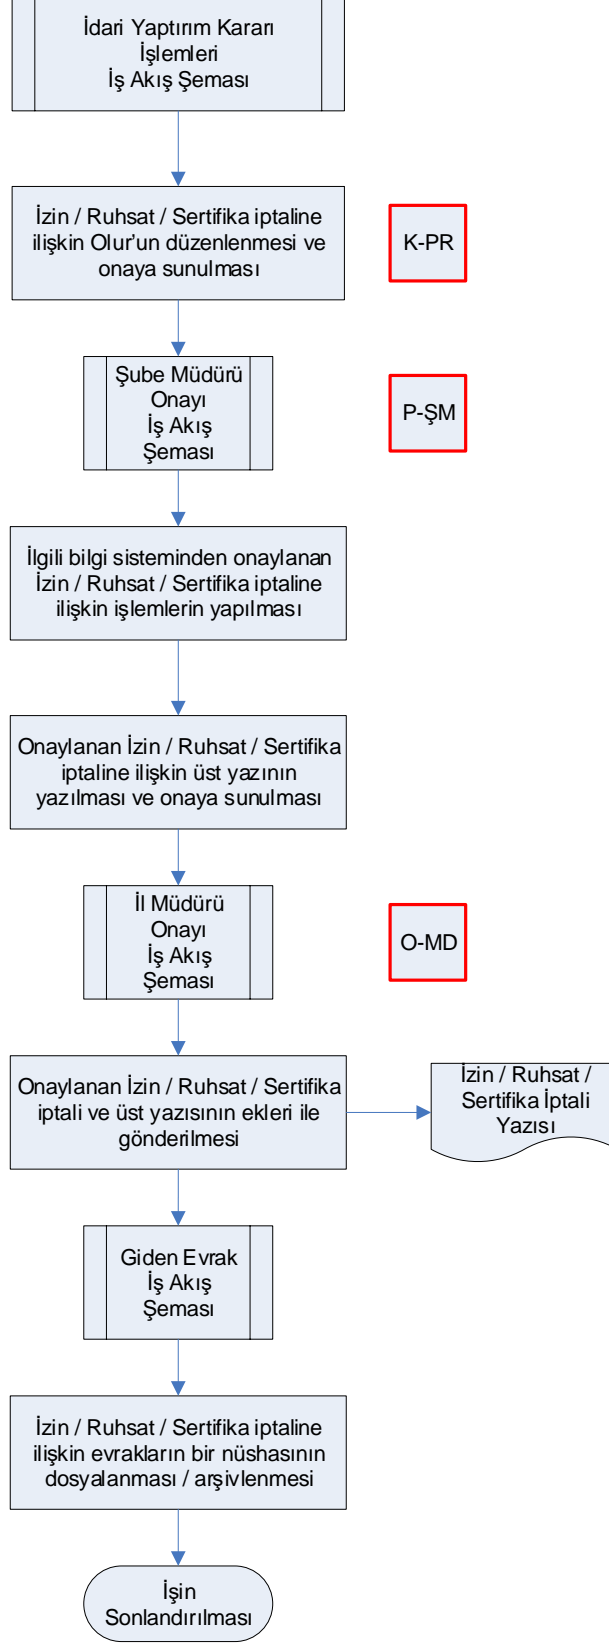 İdari Yaptırım Kararı
İşlemleri
İş Akış Şeması
İzin / Ruhsat / Sertifika iptaline
ilişkin Olur’un düzenlenmesi ve
onaya sunulması
K-PR
Şube Müdürü
Onayı
İş Akış
Şeması
P-ŞM
İlgili bilgi sisteminden onaylanan
İzin / Ruhsat / Sertifika iptaline
ilişkin işlemlerin yapılması
Onaylanan İzin / Ruhsat / Sertifika
iptaline ilişkin üst yazının
yazılması ve onaya sunulması
İl Müdürü
Onayı
İş Akış
Şeması
O-MD
Onaylanan İzin / Ruhsat / Sertifika
iptali ve üst yazısının ekleri ile
gönderilmesi
İzin / Ruhsat /
Sertifika İptali
Yazısı
Giden Evrak
İş Akış
Şeması
İzin / Ruhsat / Sertifika iptaline
ilişkin evrakların bir nüshasının
dosyalanması / arşivlenmesi
İşin
Sonlandırılması